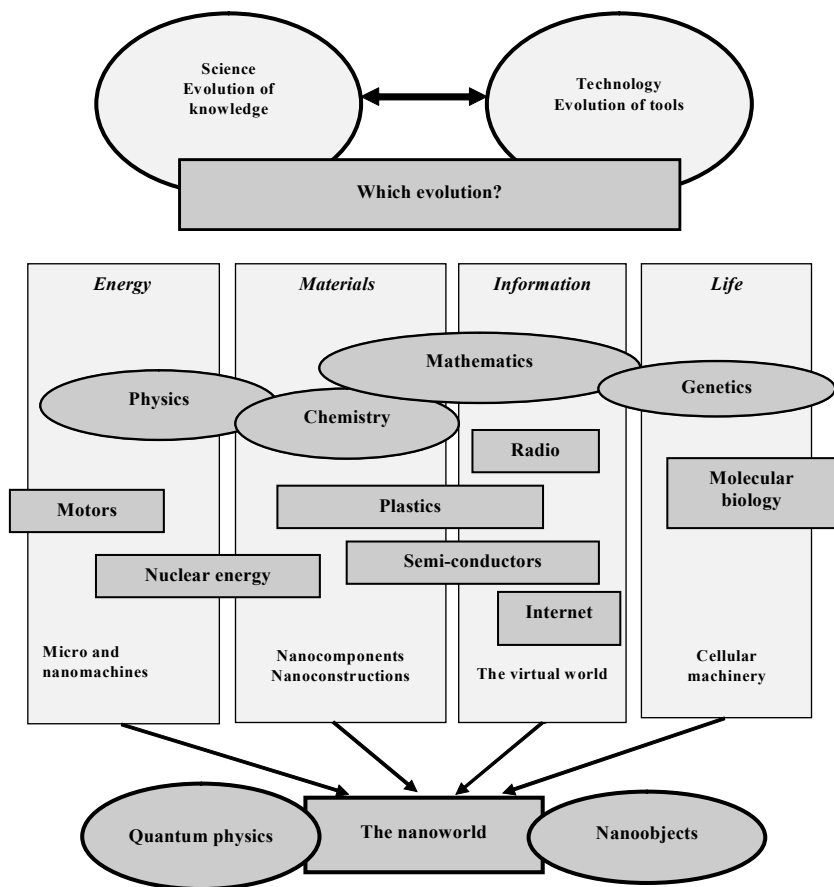 Science
Evolution of
knowledge
Technology
Evolution of tools
Which evolution?
Energy
Materials
Information
Life
Mathematics
Physics
Genetics
Chemistry
Radio
Molecular
biology
Motors
Plastics
Semi-conductors
Nuclear energy
Internet
Micro and
nanomachines
Nanocomponents
Nanoconstructions
The virtual world
Cellular
machinery
Quantum physics
The nanoworld
Nanoobjects